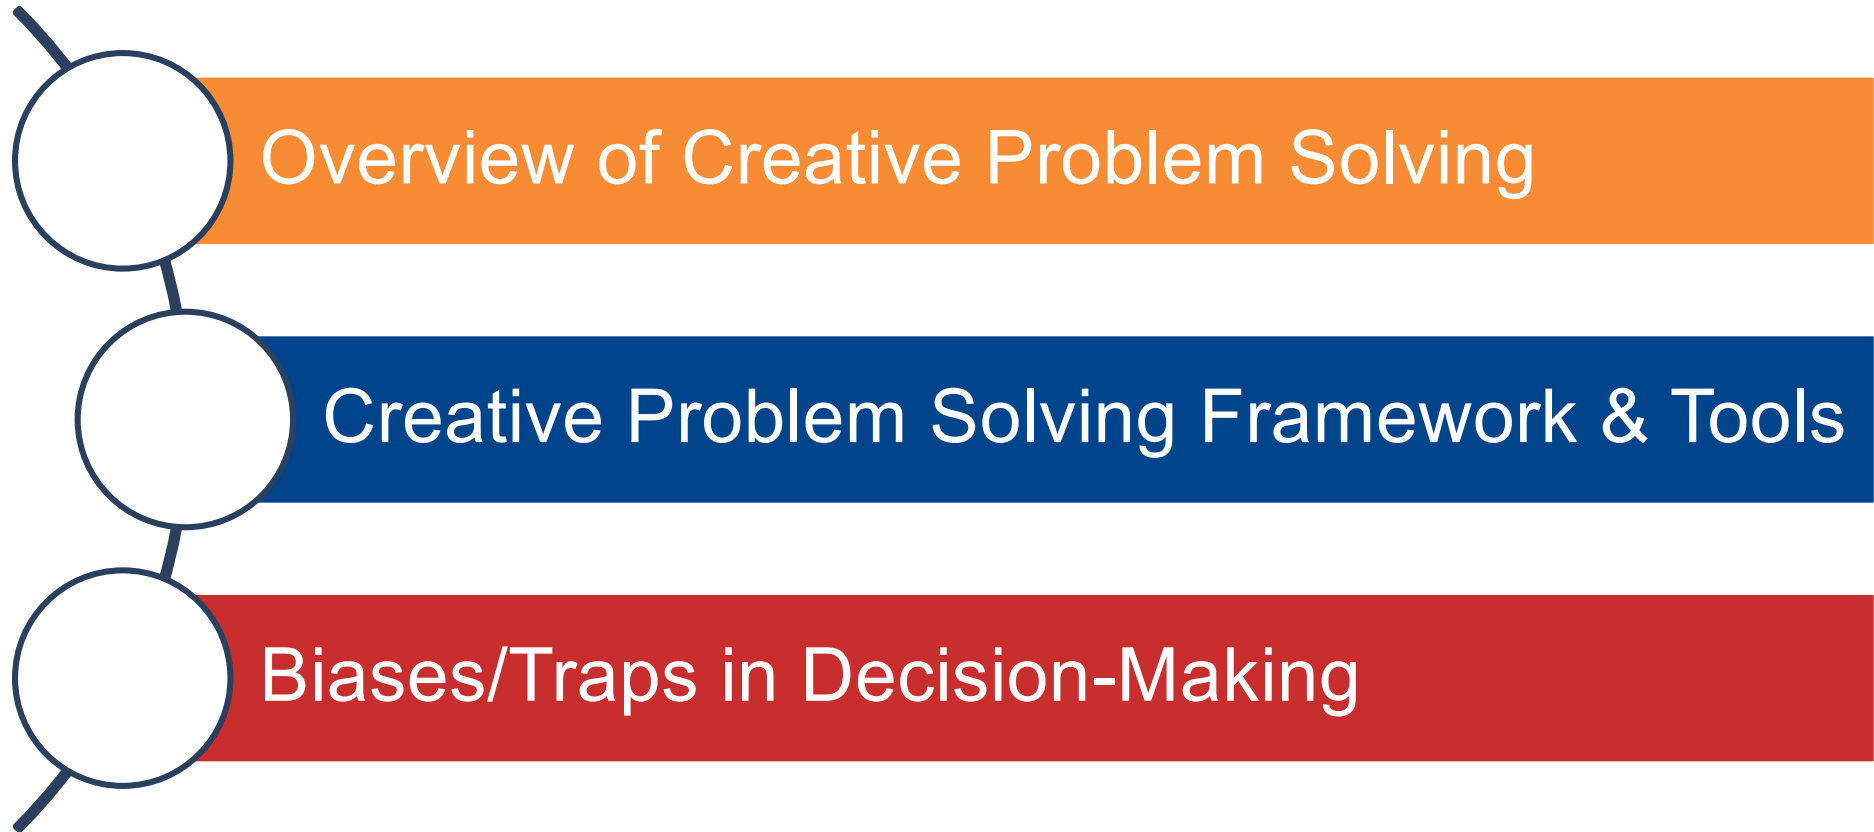 Overview of Creative Problem Solving
Creative Problem Solving Framework & Tools
Biases/Traps in Decision-Making